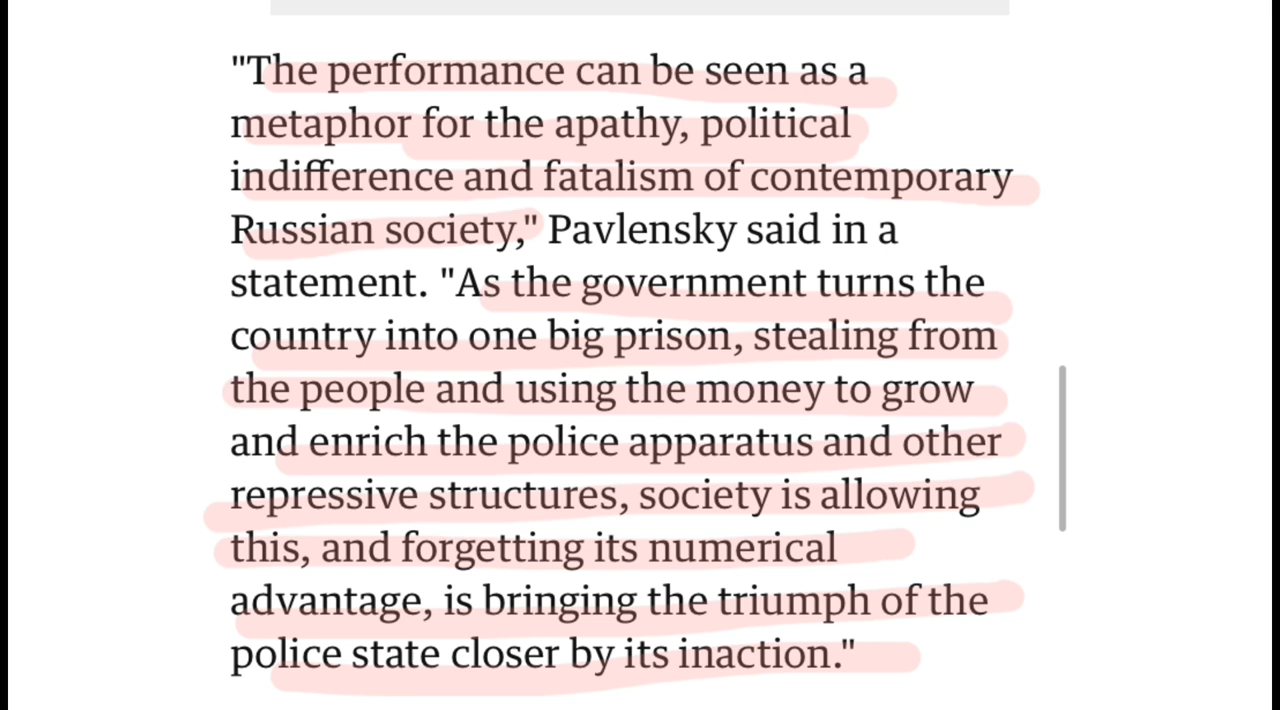 "The performance can be seen as a
metaphor for the apathy, political
indifference and fatalism of contemporary
Russian society," Pavlensky said in a
statement. "As the government turns the
country into one big prison, stealing from
the people and using the money to grow
and enrich the police apparatus and other
repressive structures, society is allowing
this, and forgetting its numerical
advantage, is bringing the triumph of the
police state closer by its inaction."